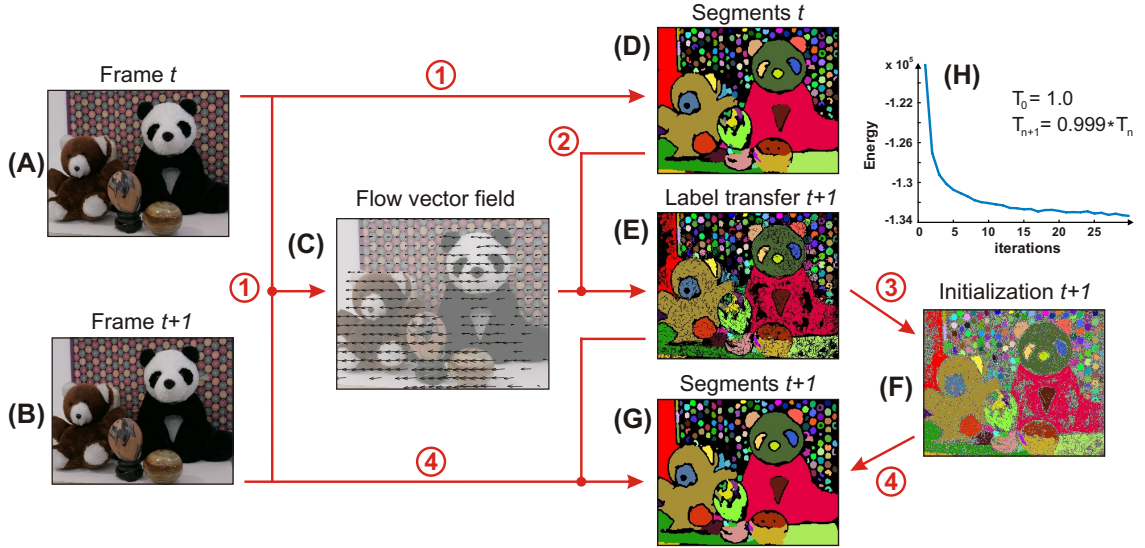 Segments t
(D)
x 10⁵
(H)
Frame t
1
-1.22
T₀ = 1.0
Tₙ₊₁ = 0.999*Tₙ
(A)
2
-1.26
Energy
Flow vector field
Label transfer t+1
-1.3
(C)
(E)
-1.34
0
5
10
15
20
25
iterations
1
3
Initialization t+1
Frame t+1
Segments t+1
(B)
(G)
(F)
4
4